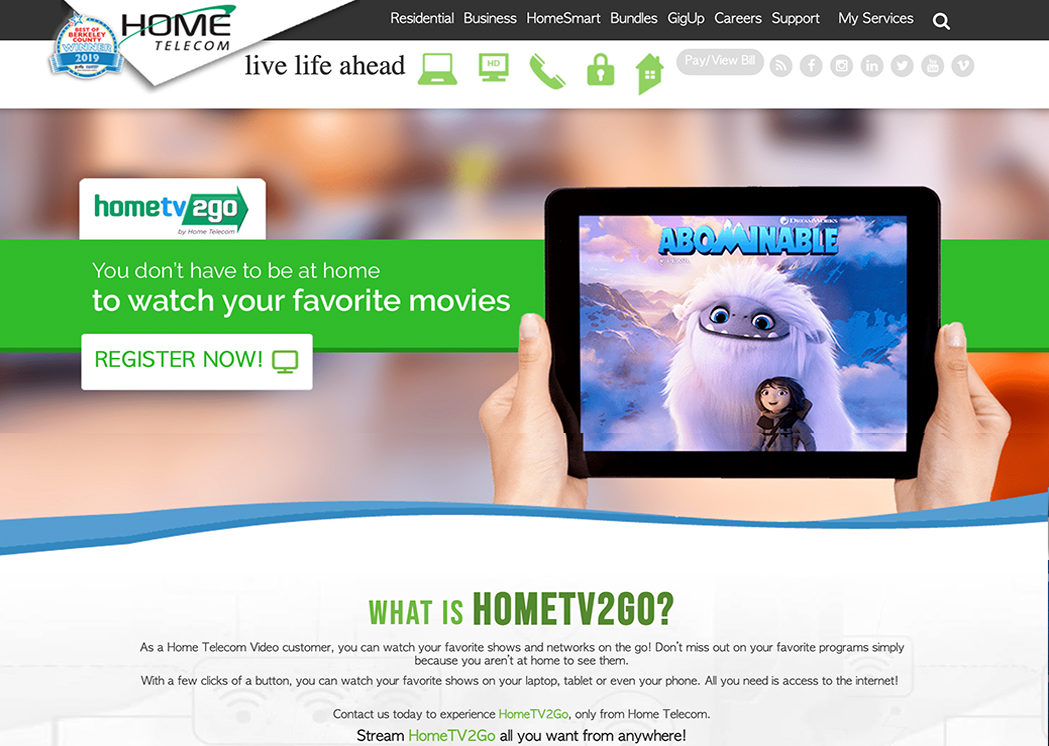 BEST OF
BERKELEY
COUNTY
WINNER
2019
HOME
TELECOM
Residential Business HomeSmart Bundles GigUp Careers Support My Services
live life ahead
HD
Pay/View Bill
You
hometv2go
by Home Telecom
You don't have to be at home
to watch your favorite movies
REGISTER NOW!
DREAMWORKS
ABOMINABLE
WHAT IS HOMETV2GO?
As a Home Telecom Video customer, you can watch your favorite shows and networks on the go! Don't miss out on your favorite programs simply
because you aren't at home to see them.
With a few clicks of a button, you can watch your favorite shows on your laptop, tablet or even your phone. All you need is access to the internet!
Contact us today to experience HomeTV2Go, only from Home Telecom.
Stream HomeTV2Go all you want from anywhere!